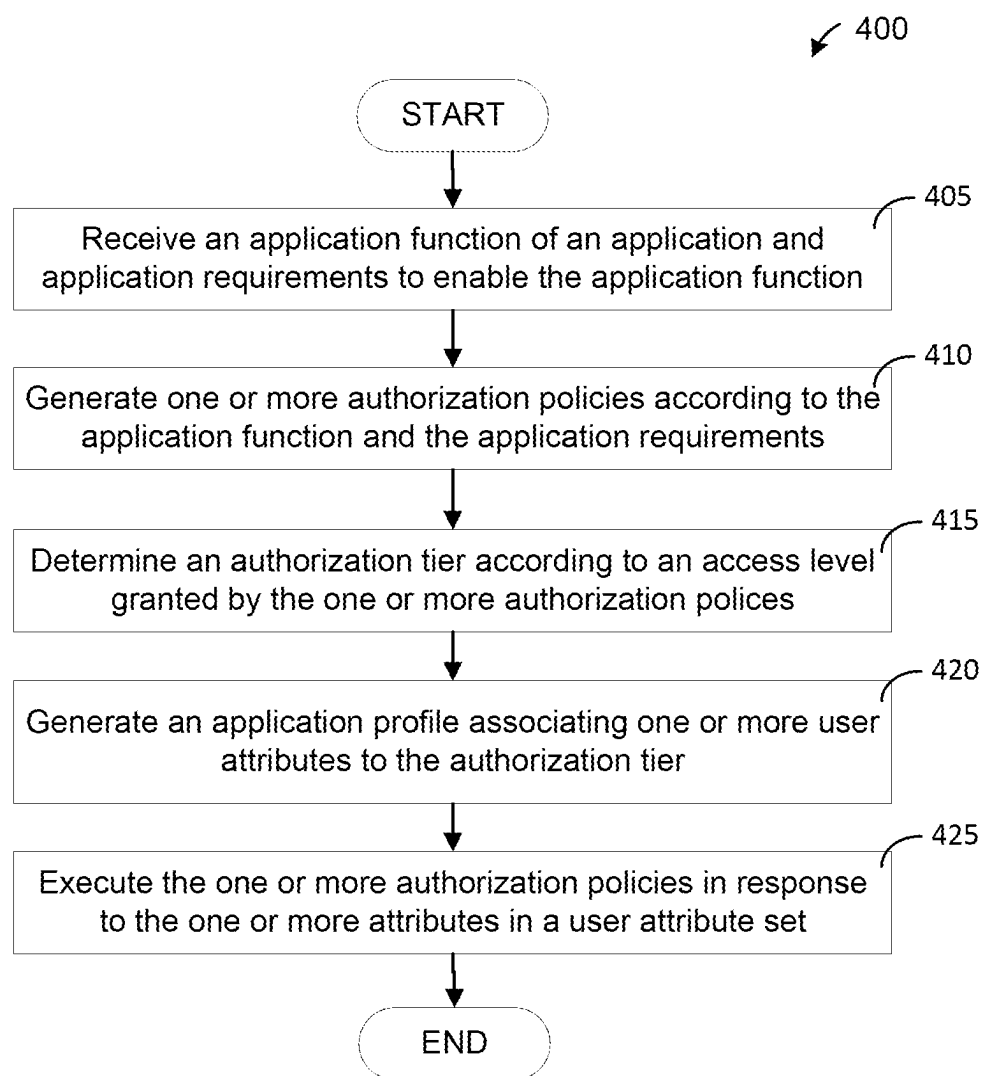 400
START
405
Receive an application function of an application and
application requirements to enable the application function
410
Generate one or more authorization policies according to the
application function and the application requirements
415
Determine an authorization tier according to an access level
granted by the one or more authorization polices
420
Generate an application profile associating one or more user
attributes to the authorization tier
425
Execute the one or more authorization policies in response
to the one or more attributes in a user attribute set
END